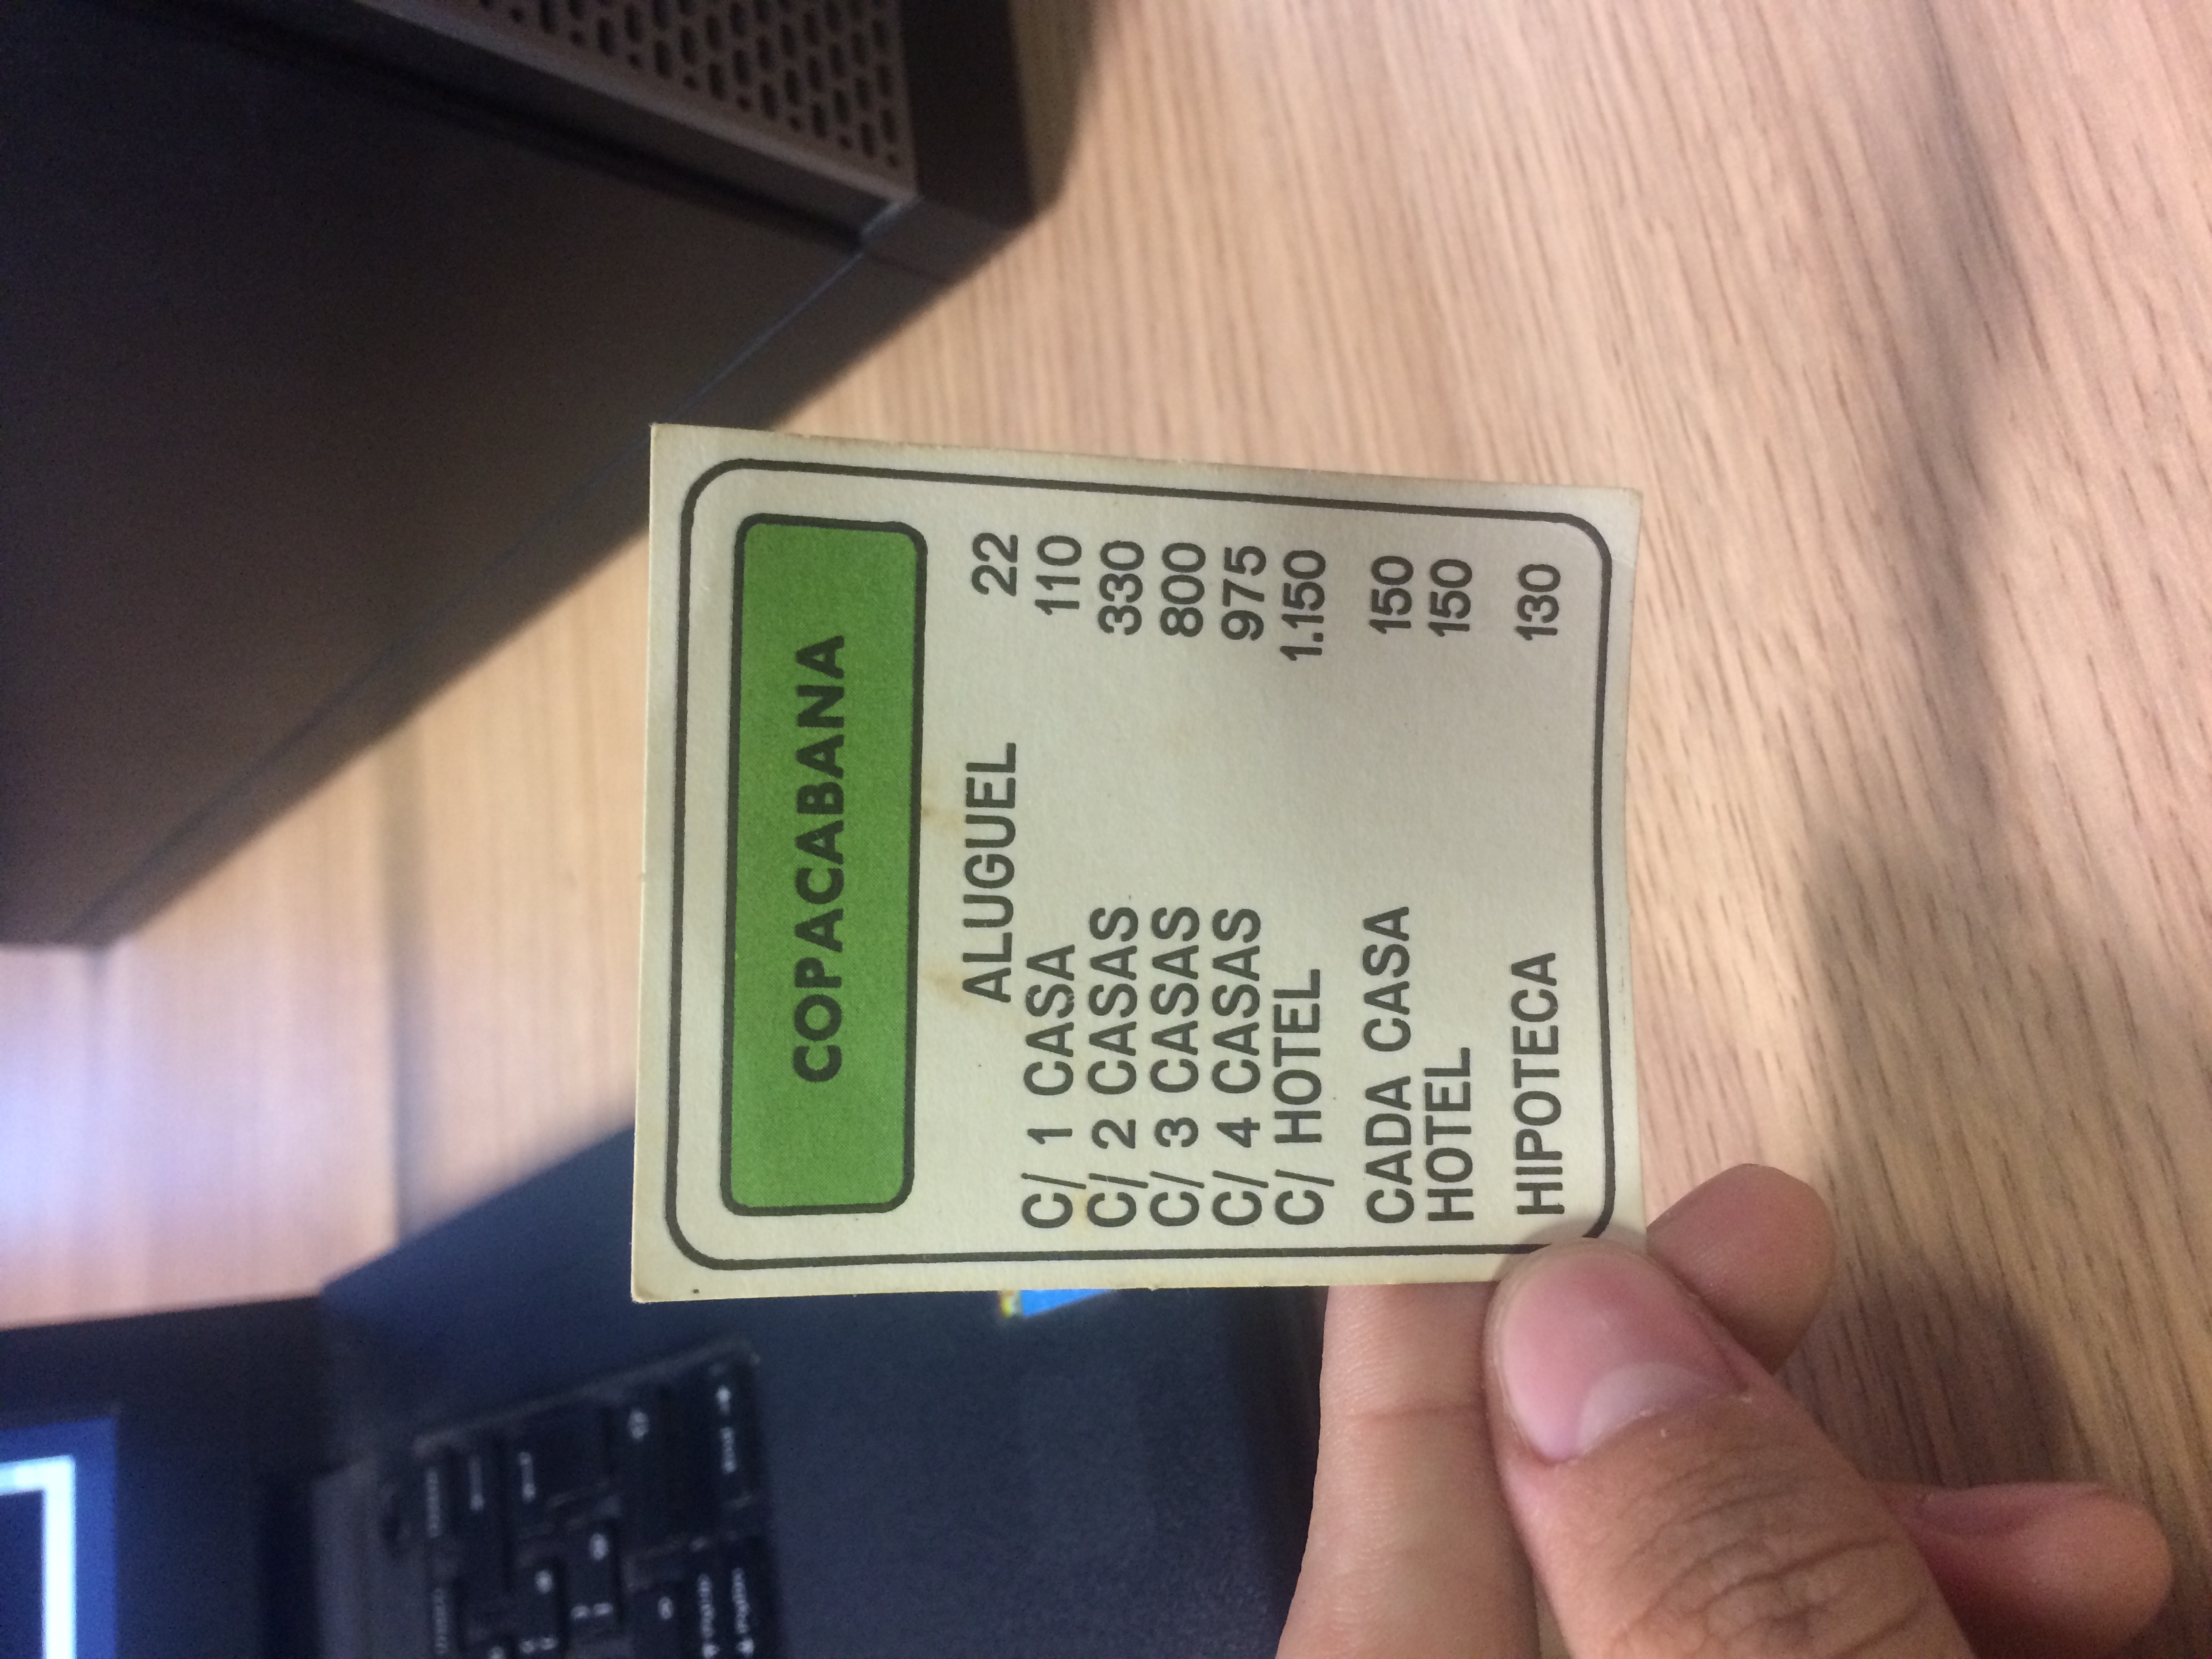 COPACABANA
ALUGUEL 22
C/ 1 CASA 110
C/ 2 CASAS 330
C/ 3 CASAS 800
C/ 4 CASAS 975
C/ HOTEL 1.150
CADA CASA 150
HOTEL 150
HIPOTECA 130